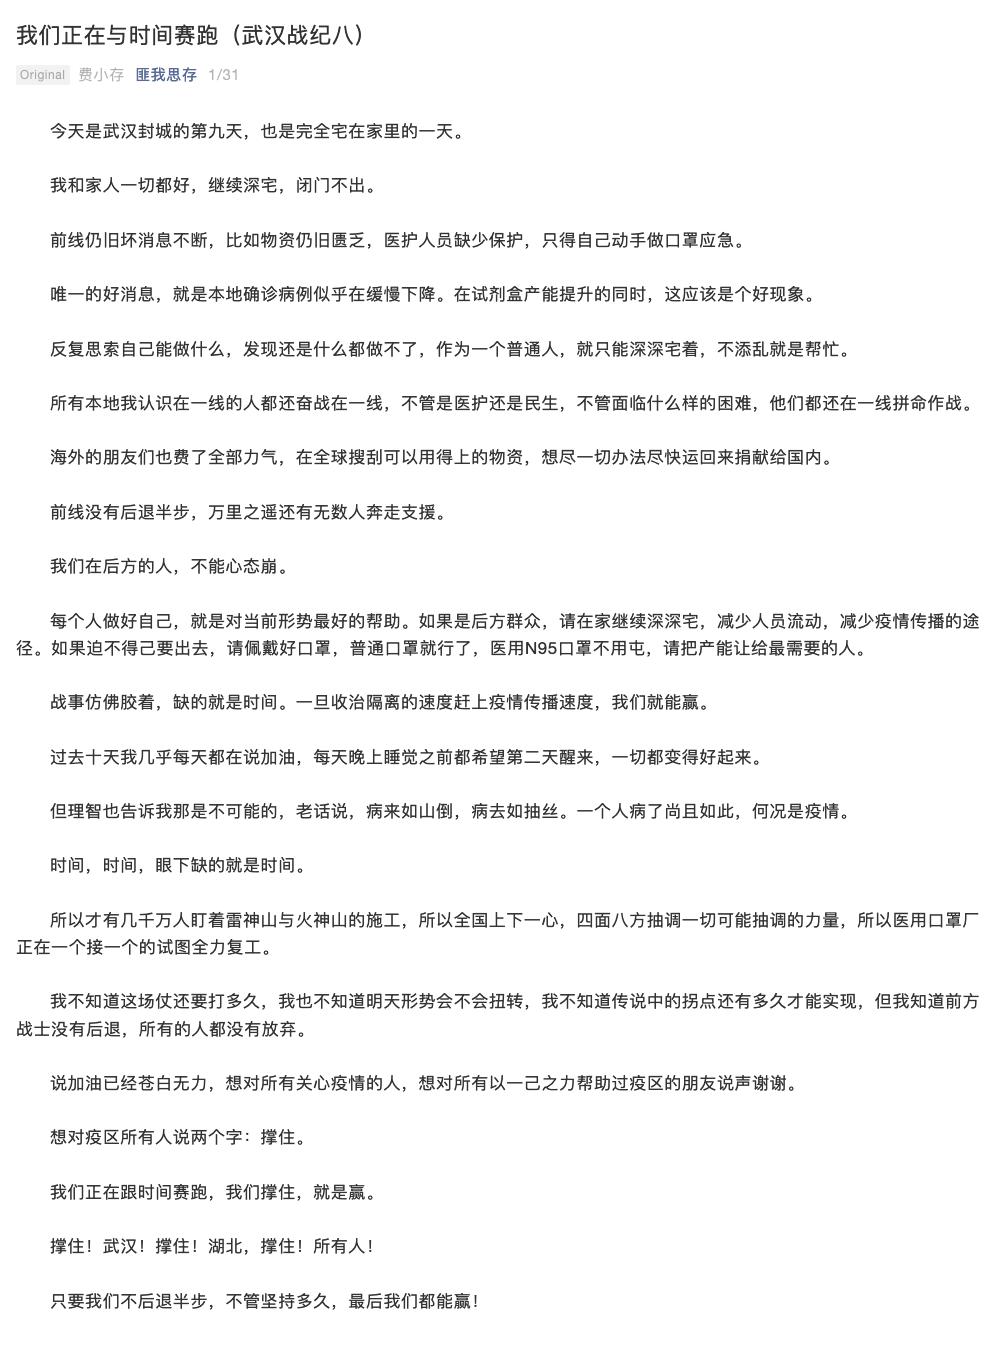 我们正在与时间赛跑（武汉战纪八）
Original 费小存 匪我思存 1/31
今天是武汉封城的第九天，也是完全宅在家里的一天。
我和家人一切都好，继续深宅，闭门不出。
前线仍旧坏消息不断，比如物资仍旧匮乏，医护人员缺少保护，只得自己动手做口罩应急。
唯一的好消息，就是本地确诊病例似乎在缓慢下降。在试剂盒产能提升的同时，这应该是个好现象。
反复思索自己能做什么，发现还是什么都做不了，作为一个普通人，就只能深深宅着，不添乱就是帮忙。
所有本地我认识在一线的人都还奋战在一线，不管是医护还是民生，不管面临什么样的困难，他们都还在一线拼命作战。
海外的朋友们也费了全部力气，在全球搜刮可以用得上的物资，想尽一切办法尽快运回来捐献给国内。
前线没有后退半步，万里之遥还有无数人奔走支援。
我们在后方的人，不能心态崩。
每个人做好自己，就是对当前形势最好的帮助。如果是后方群众，请在家继续深深宅，减少人员流动，减少疫情传播的途
径。如果迫不得己要出去，请佩戴好口罩，普通口罩就行了，医用N95口罩不用屯，请把产能让给最需要的人。
战事仿佛胶着，缺的就是时间。一旦收治隔离的速度赶上疫情传播速度，我们就能赢。
过去十天我几乎每天都在说加油，每天晚上睡觉之前都希望第二天醒来，一切都变得好起来。
但理智也告诉我那是不可能的，老话说，病来如山倒，病去如抽丝。一个人病了尚且如此，何况是疫情。
时间，时间，眼下缺的就是时间。
所以才有几千万人盯着雷神山与火神山的施工，所以全国上下一心，四面八方抽调一切可能抽调的力量，所以医用口罩厂
正在一个接一个的试图全力复工。
我不知道这场仗还要打多久，我也不知道明天形势会不会扭转，我不知道传说中的拐点还有多久才能实现，但我知道前方
战士没有后退，所有的人都没有放弃。
说加油已经苍白无力，想对所有关心疫情的人，想对所有以一己之力帮助过疫区的朋友说声谢谢。
想对疫区所有人说两个字：撑住。
我们正在跟时间赛跑，我们撑住，就是赢。
撑住！武汉！撑住！湖北，撑住！所有人！
只要我们不后退半步，不管坚持多久，最后我们都能赢！